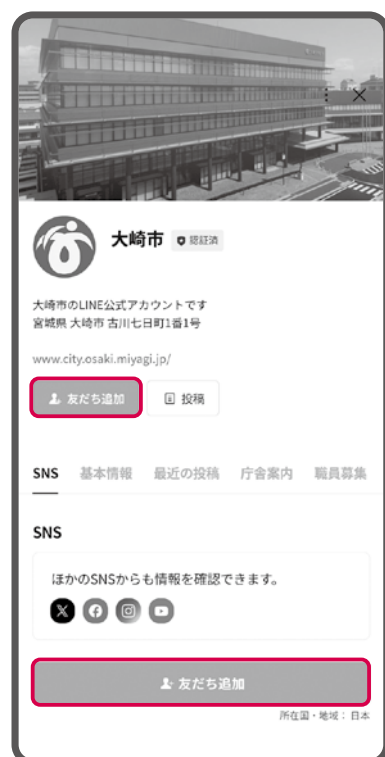 大崎市 認証済
大崎市のLINE公式アカウントです
宮城県 大崎市 古川七日町1番1号
www.city.osaki.miyagi.jp/
友だち追加 投稿
SNS 基本情報 最近の投稿 庁舎案内 職員募集
SNS
ほかのSNSからも情報を確認できます。
友だち追加
所在国・地域：日本